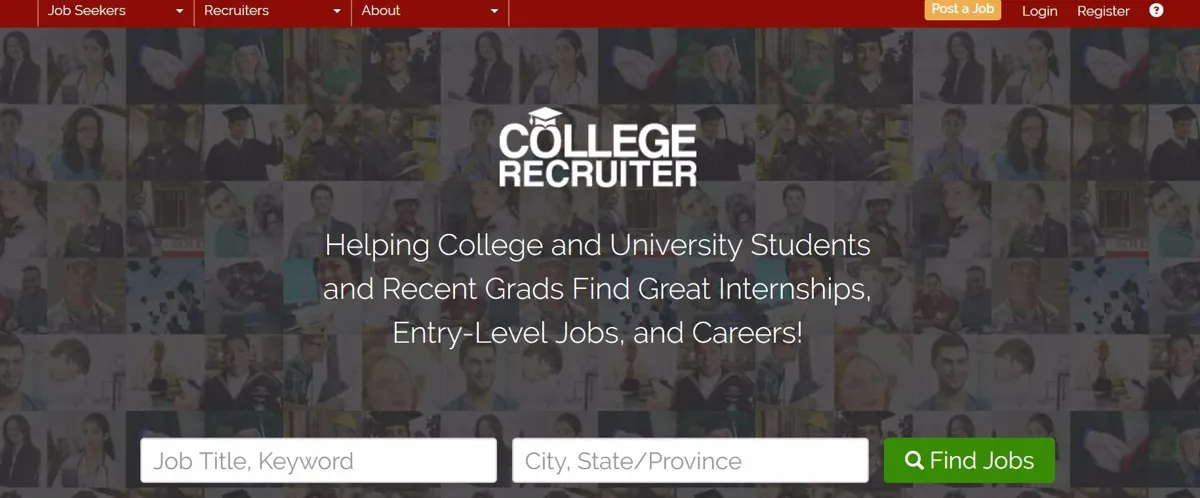 Job Seekers
Recruiters
About
Post a Job
Login
Register
?
COLLEGE
RECRUITER
Helping College and University Students
and Recent Grads Find Great Internships,
Entry-Level Jobs, and Careers!
Job Title, Keyword
City, State/Province
Find Jobs